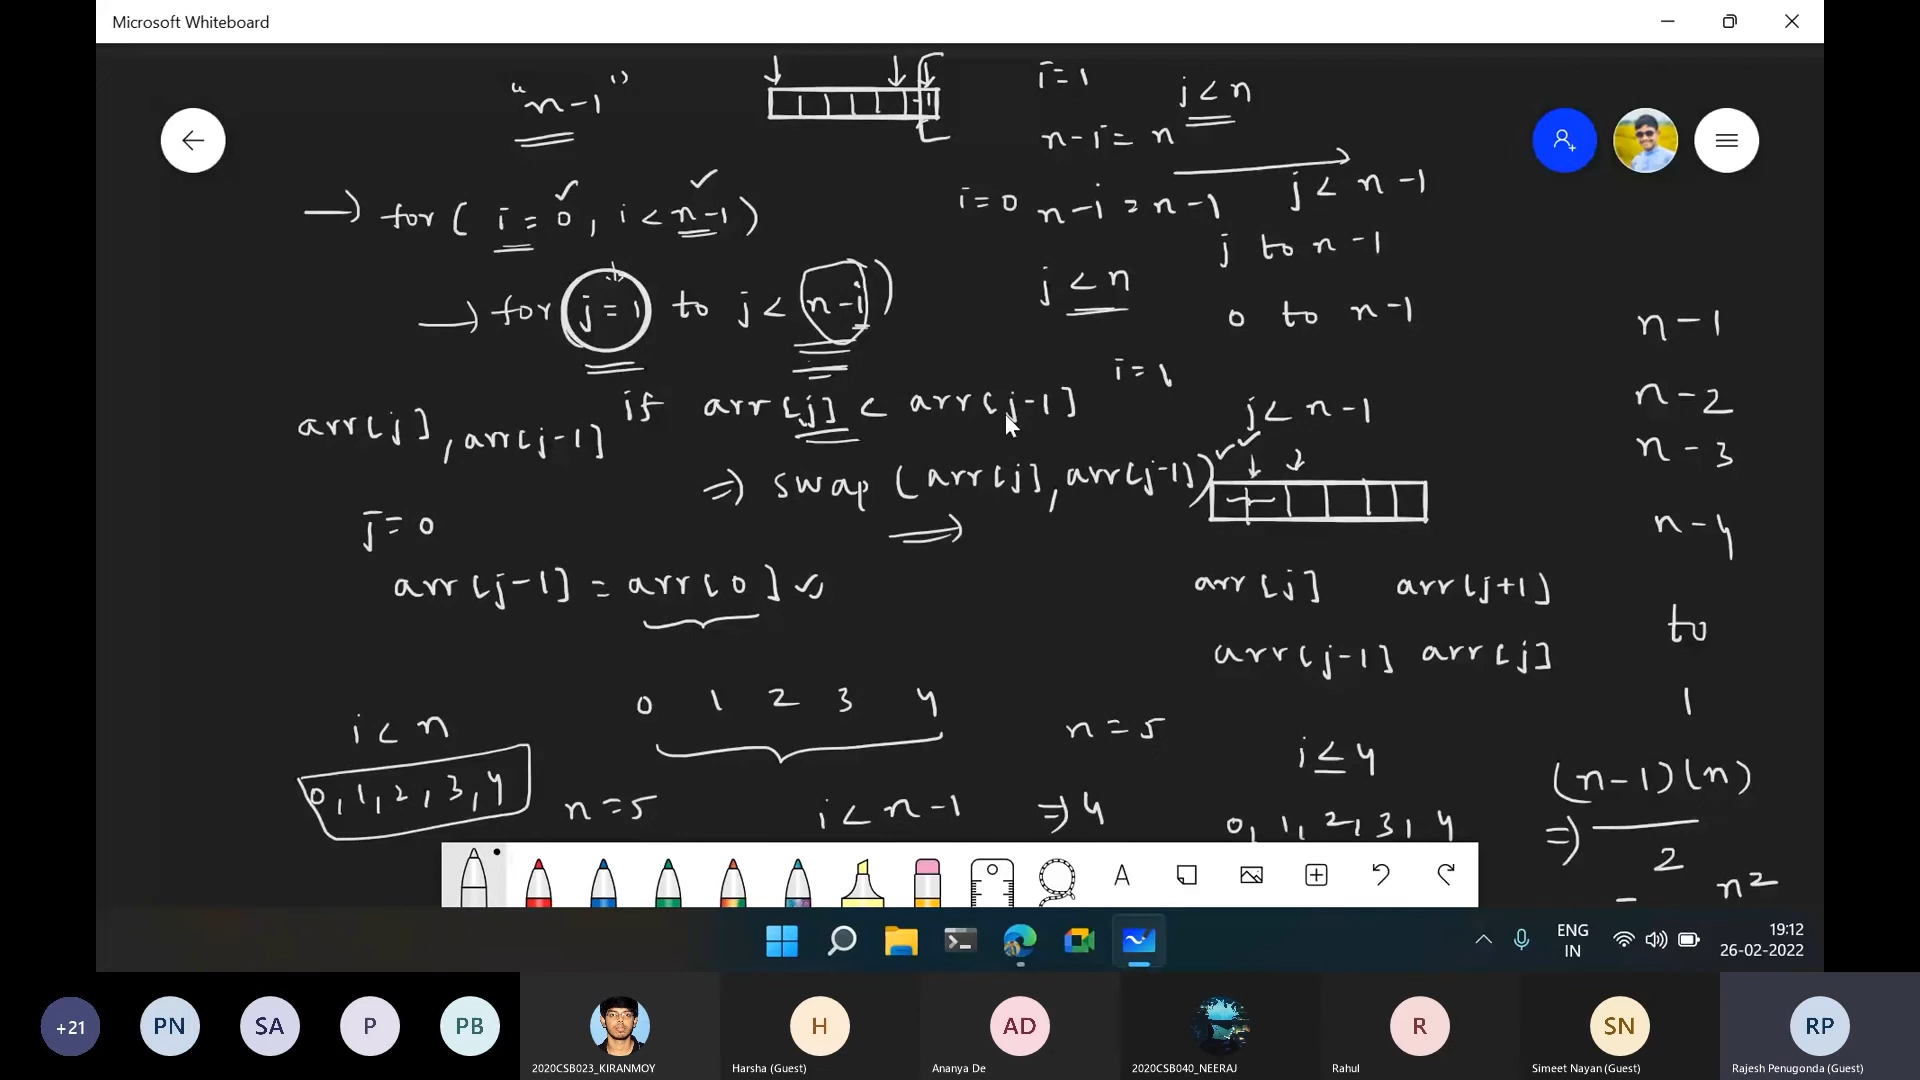 Microsoft Whiteboard
"n-1"
i=1
j<n
n-i = n
for ( i = 0, i < n-1 )
i=0 n-i = n-1 j < n-1
j to n-1
for j=1 to j < n-i )
j < n
0 to n-1
n-1
i=1
if arr[j] < arr[j-1]
j < n-1
n-2
arr[j], arr[j-1]
n-3
=> swap (arr[j], arr[j-1])
j=0
n-4
arr[j-1] = arr[0]
arr[j] arr[j+1]
to
arr[j-1] arr[j]
0 1 2 3 4
1
i < n
n = 5
i ≤ 4
0, 1, 2, 3, 4
n = 5
i < n-1
=> 4
0, 1, 2, 3, 4
=> (n-1)(n)
2
n2
A
ENG
IN
19:12
26-02-2022
+21
PN
SA
P
PB
H
AD
R
SN
RP
2020CSB023_KIRANMOY
Harsha (Guest)
Ananya De
2020CSB040_NEERAJ
Rahul
Simeet Nayan (Guest)
Rajesh Penugonda (Guest)